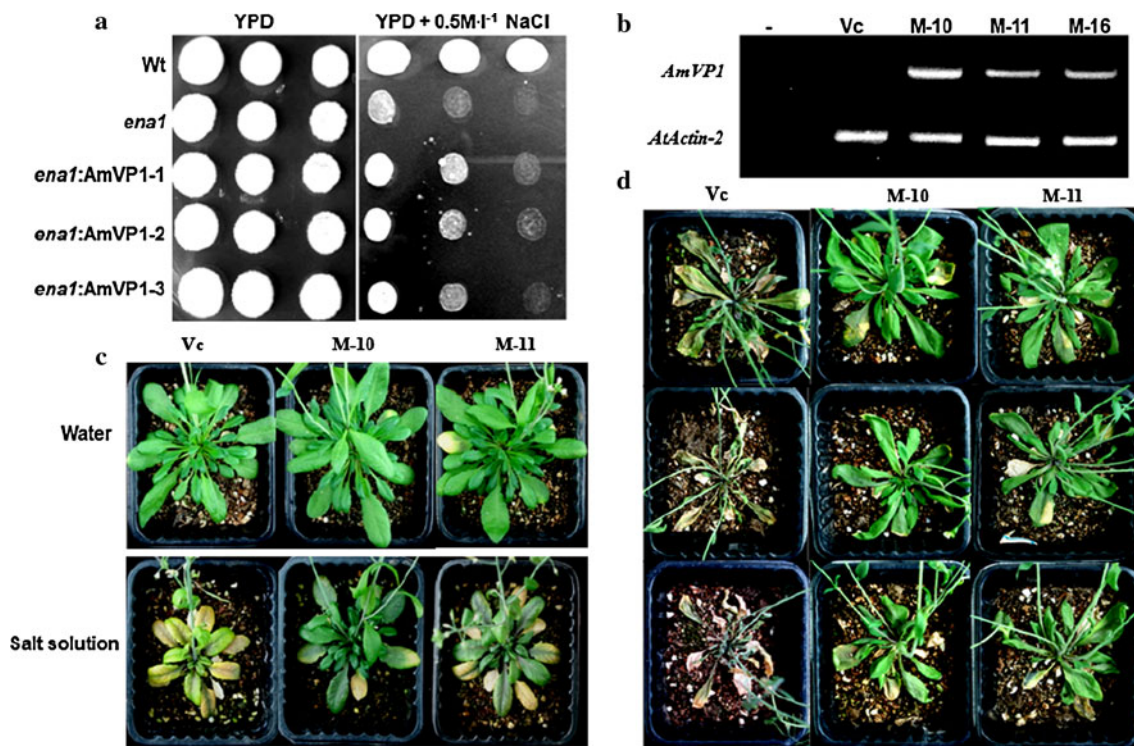 a
YPD
YPD + 0.5M·l⁻¹ NaCl
Wt
ena1
ena1:AmVP1-1
ena1:AmVP1-2
ena1:AmVP1-3
b
-
Vc
M-10
M-11
M-16
AmVP1
AtActin-2
c
Vc
M-10
M-11
Water
Salt solution
d
Vc
M-10
M-11